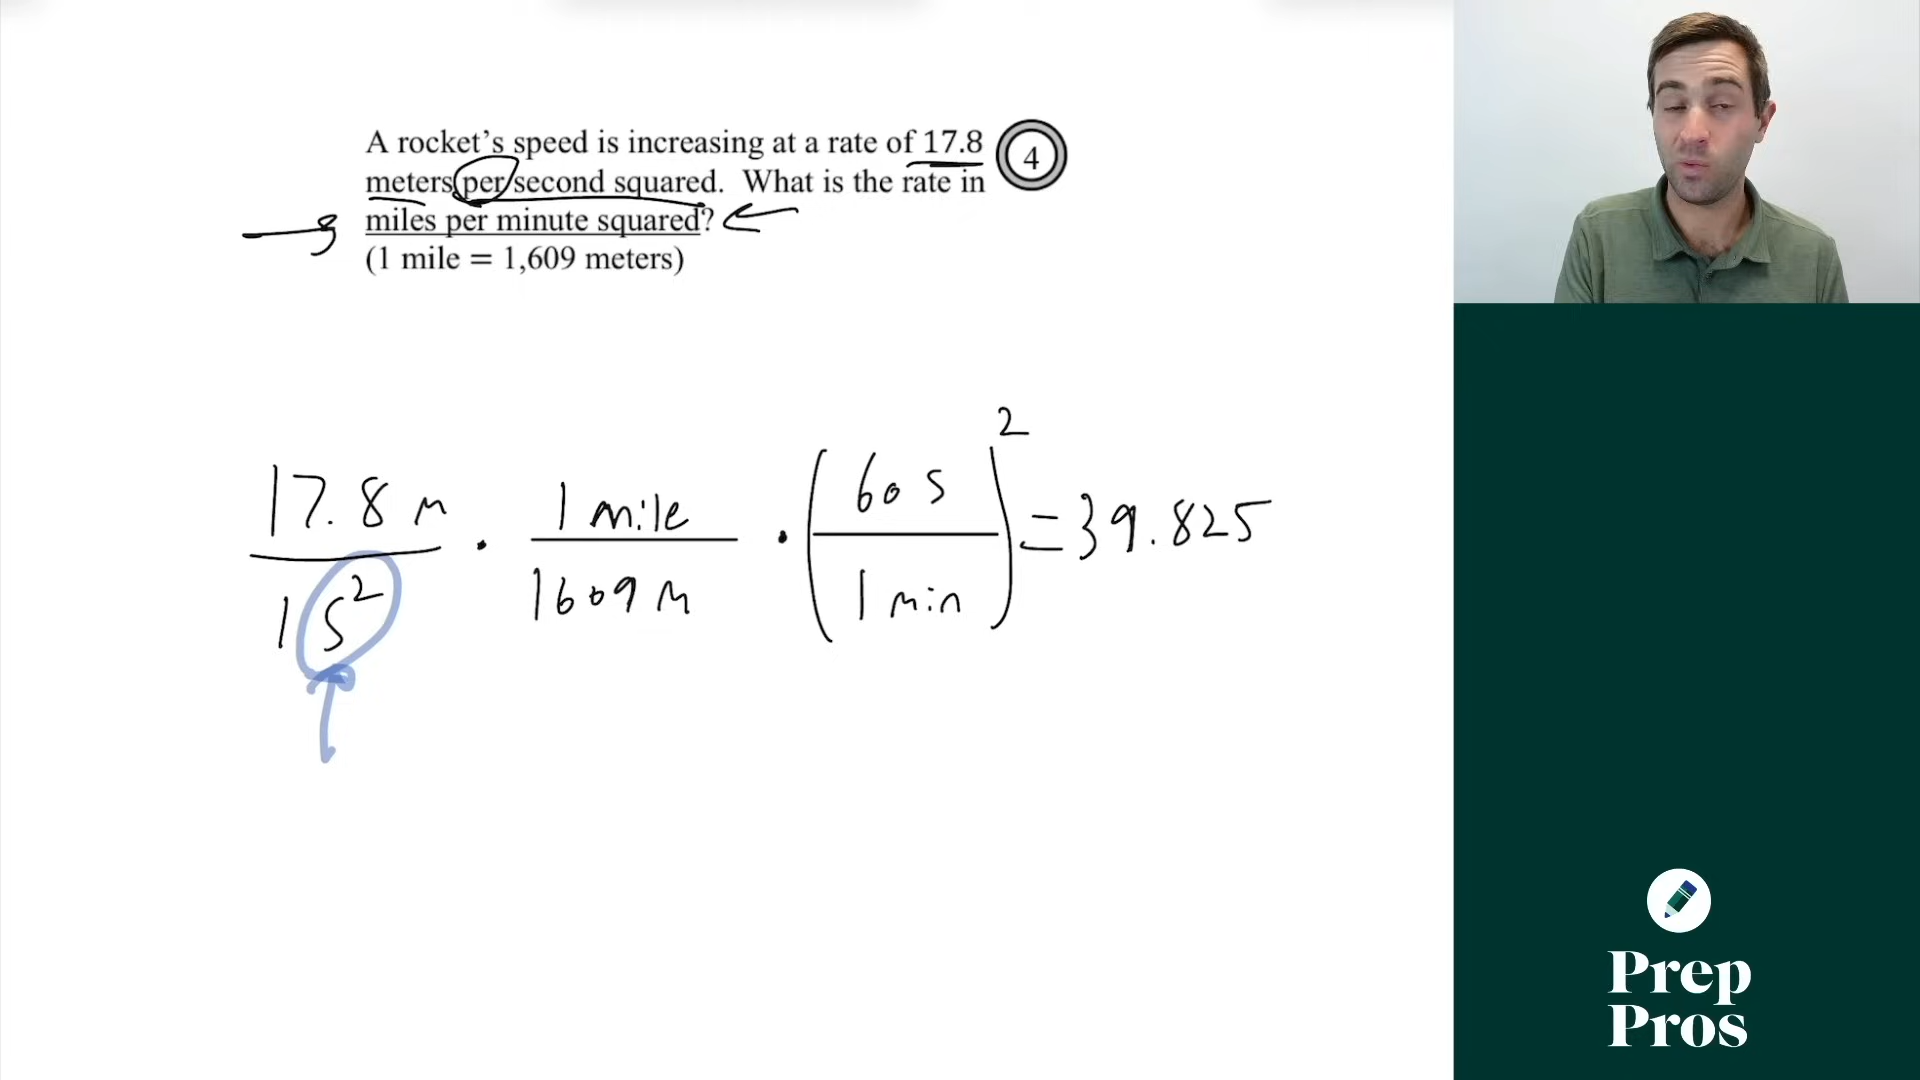 A rocket’s speed is increasing at a rate of 17.8
meters per second squared. What is the rate in
miles per minute squared?
(1 mile = 1,609 meters)
4
17.8 m / 1 s² · 1 mile / 1609 m · (60 s / 1 min)² = 39.825
Prep
Pros